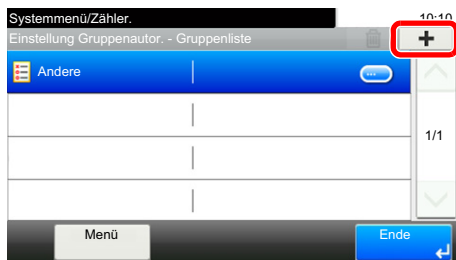 Systemmenü/Zähler.
10:10
Einstellung Gruppenautor. - Gruppenliste
Andere
1/1
Menü
Ende